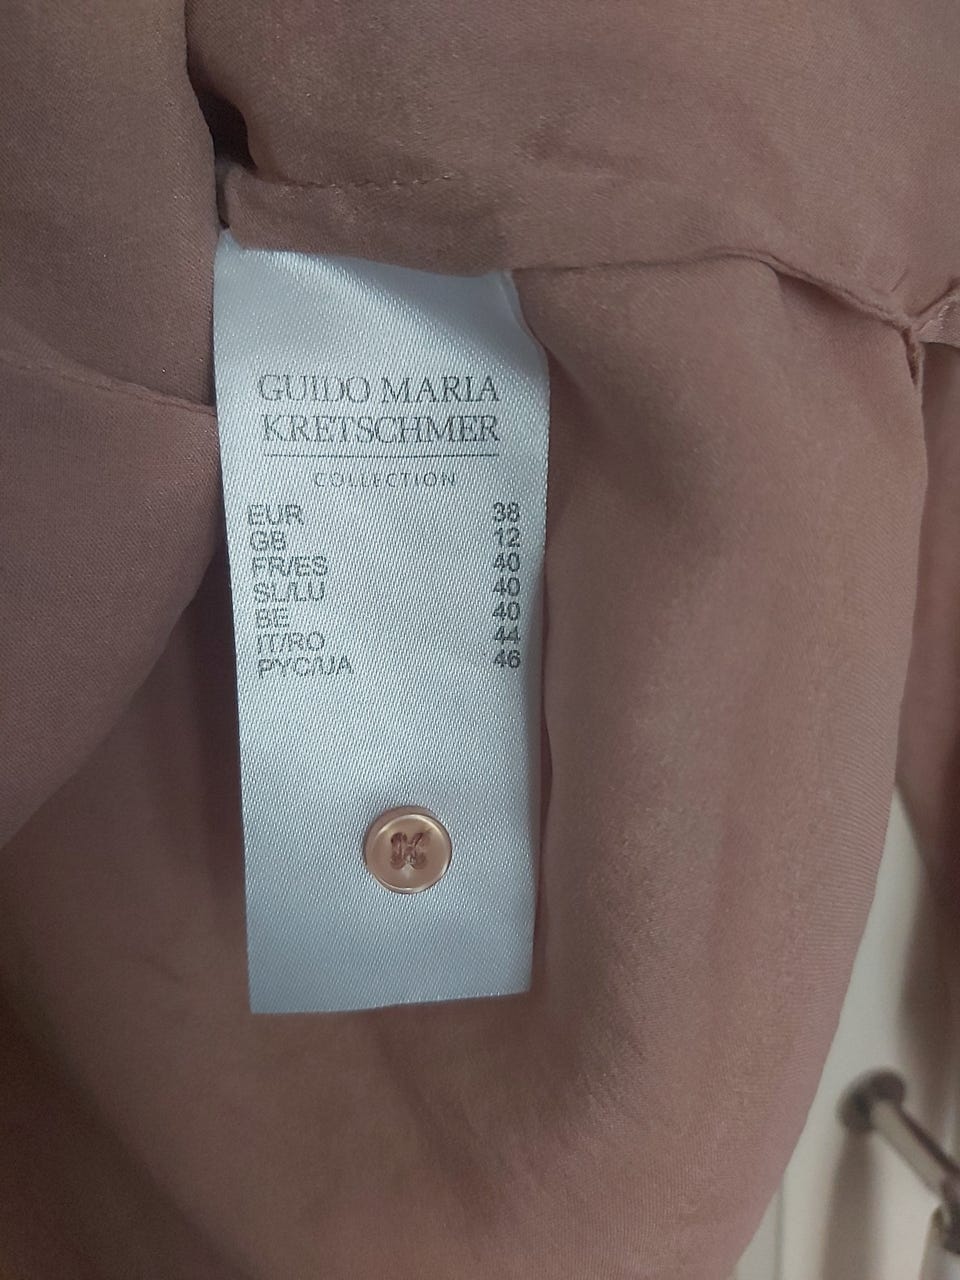 GUIDO MARIA
KRETSCHMER
COLLECTION
EUR 38
GB 12
FR/ES 40
SL/LU 40
BE 40
IT/RO 44
РУС/UA 46